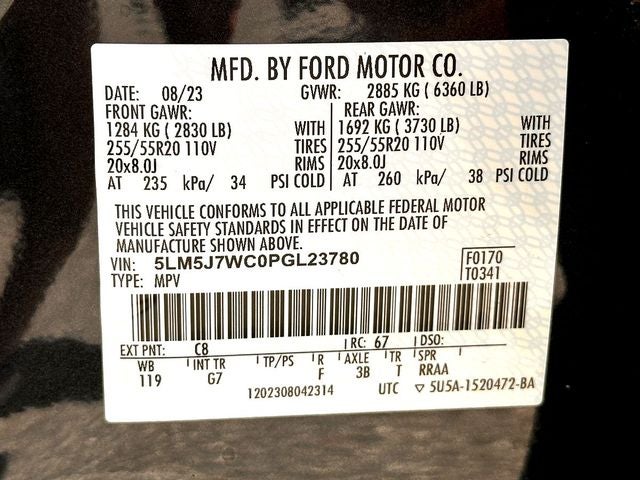 MFD. BY FORD MOTOR CO.
DATE: 08/23 GVWR: 2885 KG ( 6360 LB)
FRONT GAWR: REAR GAWR:
1284 KG ( 2830 LB) WITH 1692 KG ( 3730 LB) WITH
255/55R20 110V TIRES 255/55R20 110V TIRES
20x8.0J RIMS 20x8.0J RIMS
AT 235 kPa/ 34 PSI COLD AT 260 kPa/ 38 PSI COLD
THIS VEHICLE CONFORMS TO ALL APPLICABLE FEDERAL MOTOR
VEHICLE SAFETY STANDARDS IN EFFECT ON THE DATE OF
MANUFACTURE SHOWN ABOVE.
VIN: 5LM5J7WC0PGL23780 F0170
TYPE: MPV T0341
EXT PNT: C8 RC: 67 DSO:
WB INT TR TP/PS R AXLE TR SPR
119 G7 F 3B T RRAA
1202308042314 UTC ▽ 5U5A-1520472-BA